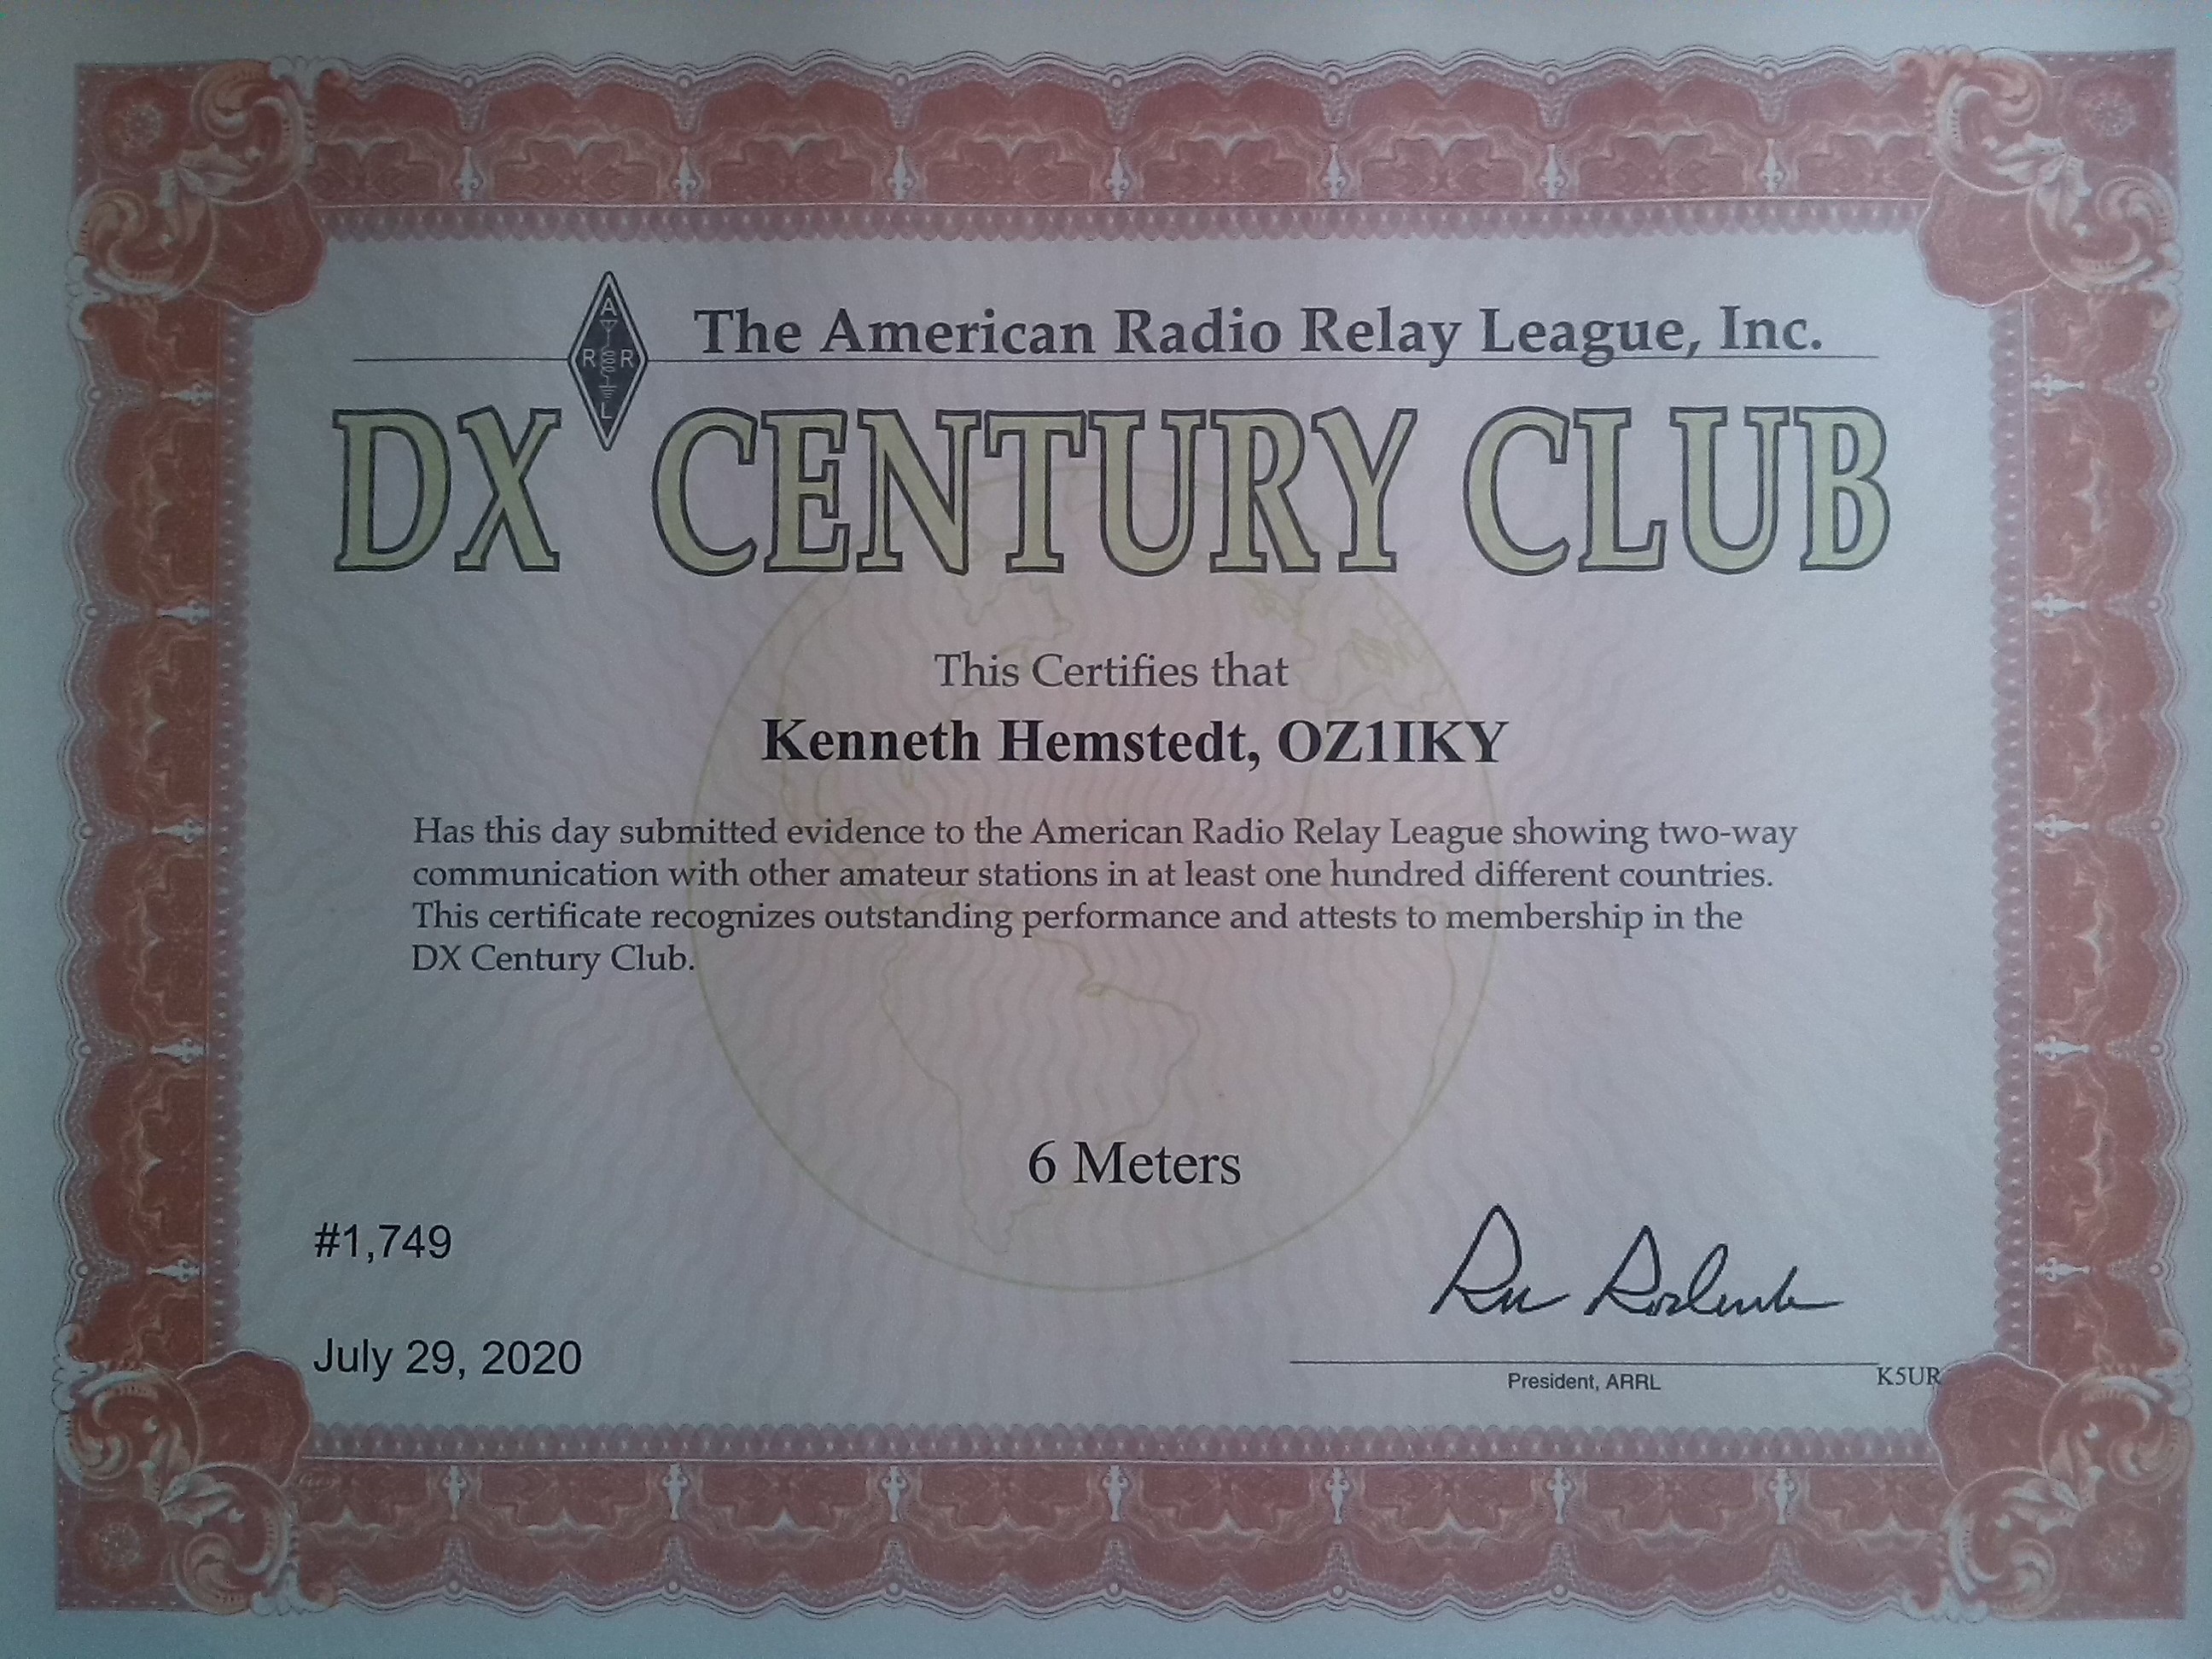 The American Radio Relay League, Inc.
A
R R
L
DX CENTURY CLUB
This Certifies that
Kenneth Hemstedt, OZ1IKY
Has this day submitted evidence to the American Radio Relay League showing two-way
communication with other amateur stations in at least one hundred different countries.
This certificate recognizes outstanding performance and attests to membership in the
DX Century Club.
6 Meters
#1,749
July 29, 2020
President, ARRL
K5UR